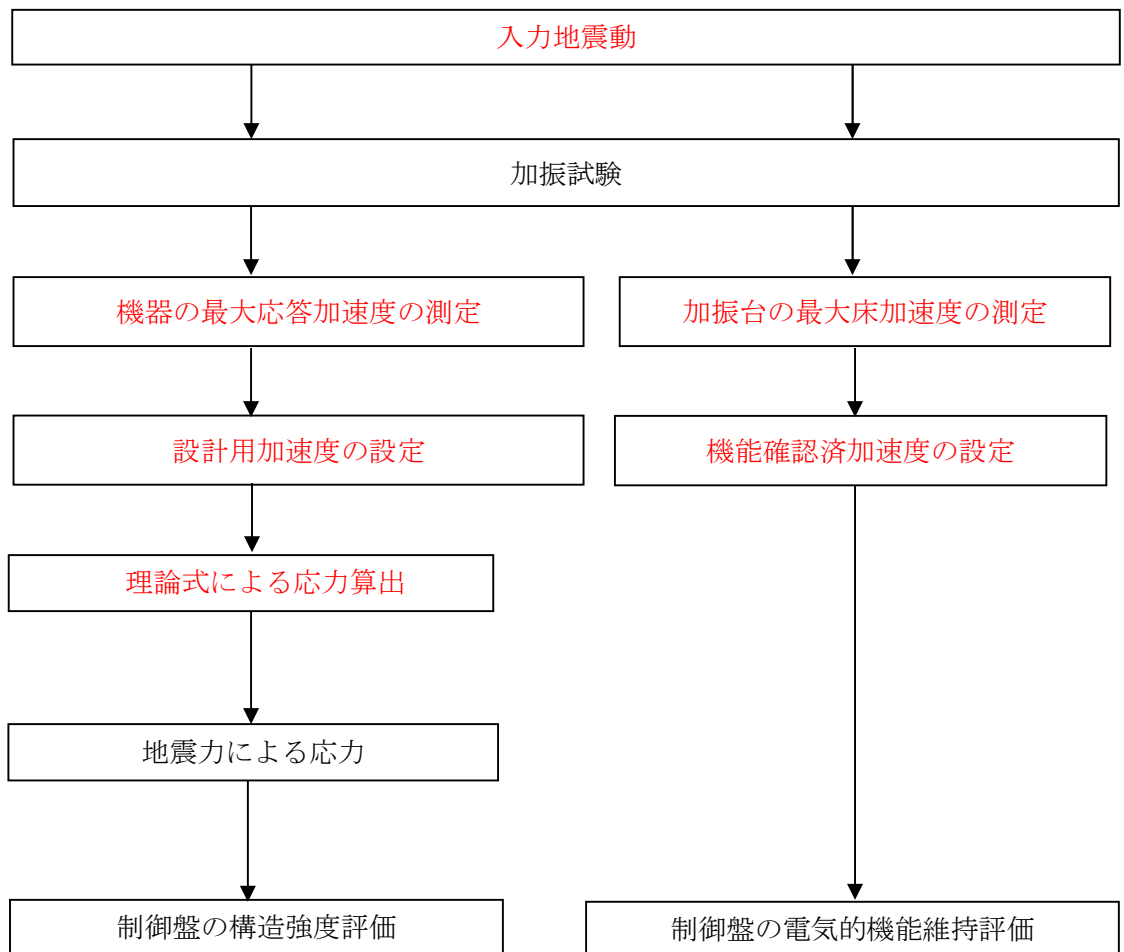 入力地震動
加振試験
機器の最大応答加速度の測定
加振台の最大床加速度の測定
設計用加速度の設定
機能確認済加速度の設定
理論式による応力算出
地震力による応力
制御盤の構造強度評価
制御盤の電気的機能維持評価